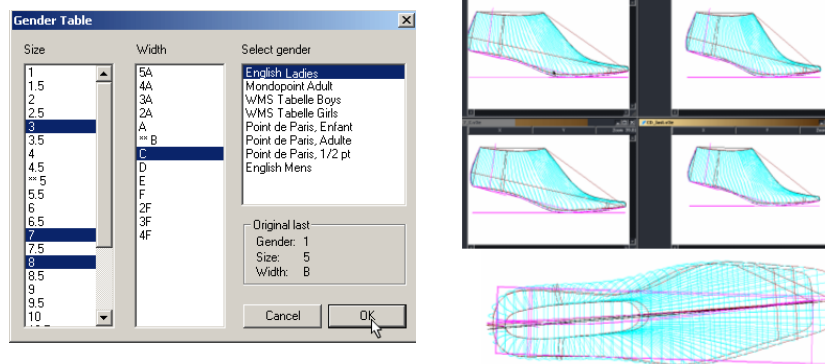 Gender Table
Size
Width
Select gender
1
1.5
2
2.5
3
3.5
4
4.5
** 5
5.5
6
6.5
7
7.5
8
8.5
9
9.5
10
5A
4A
3A
2A
A
** B
C
D
E
F
2F
3F
4F
English Ladies
Mondopoint Adult
WMS Tabelle Boys
WMS Tabelle Girls
Point de Paris, Enfant
Point de Paris, Adulte
Point de Paris, 1/2 pt
English Mens
Original last
Gender: 1
Size: 5
Width: B
Cancel
OK